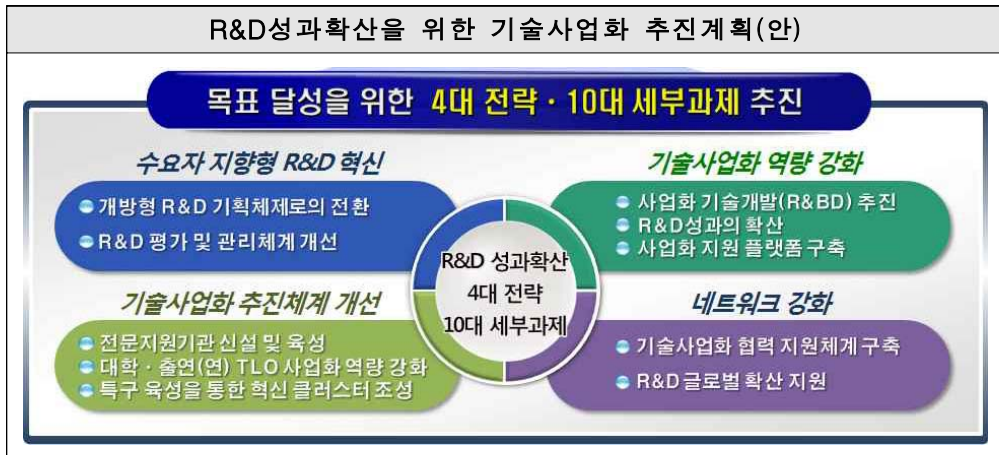 R&D성과확산을 위한 기술사업화 추진계획(안)
목표 달성을 위한 4대 전략 · 10대 세부과제 추진
수요자 지향형 R&D 혁신
개방형 R&D 기획체제로의 전환
R&D 평가 및 관리체계 개선
기술사업화 역량 강화
사업화 기술개발(R&BD) 추진
R&D성과의 확산
사업화 지원 플랫폼 구축
R&D 성과확산
4대 전략
10대 세부과제
기술사업화 추진체계 개선
전문지원기관 신설 및 육성
대학 · 출연(연) TLO 사업화 역량 강화
특구 육성을 통한 혁신 클러스터 조성
네트워크 강화
기술사업화 협력 지원체계 구축
R&D 글로벌 확산 지원